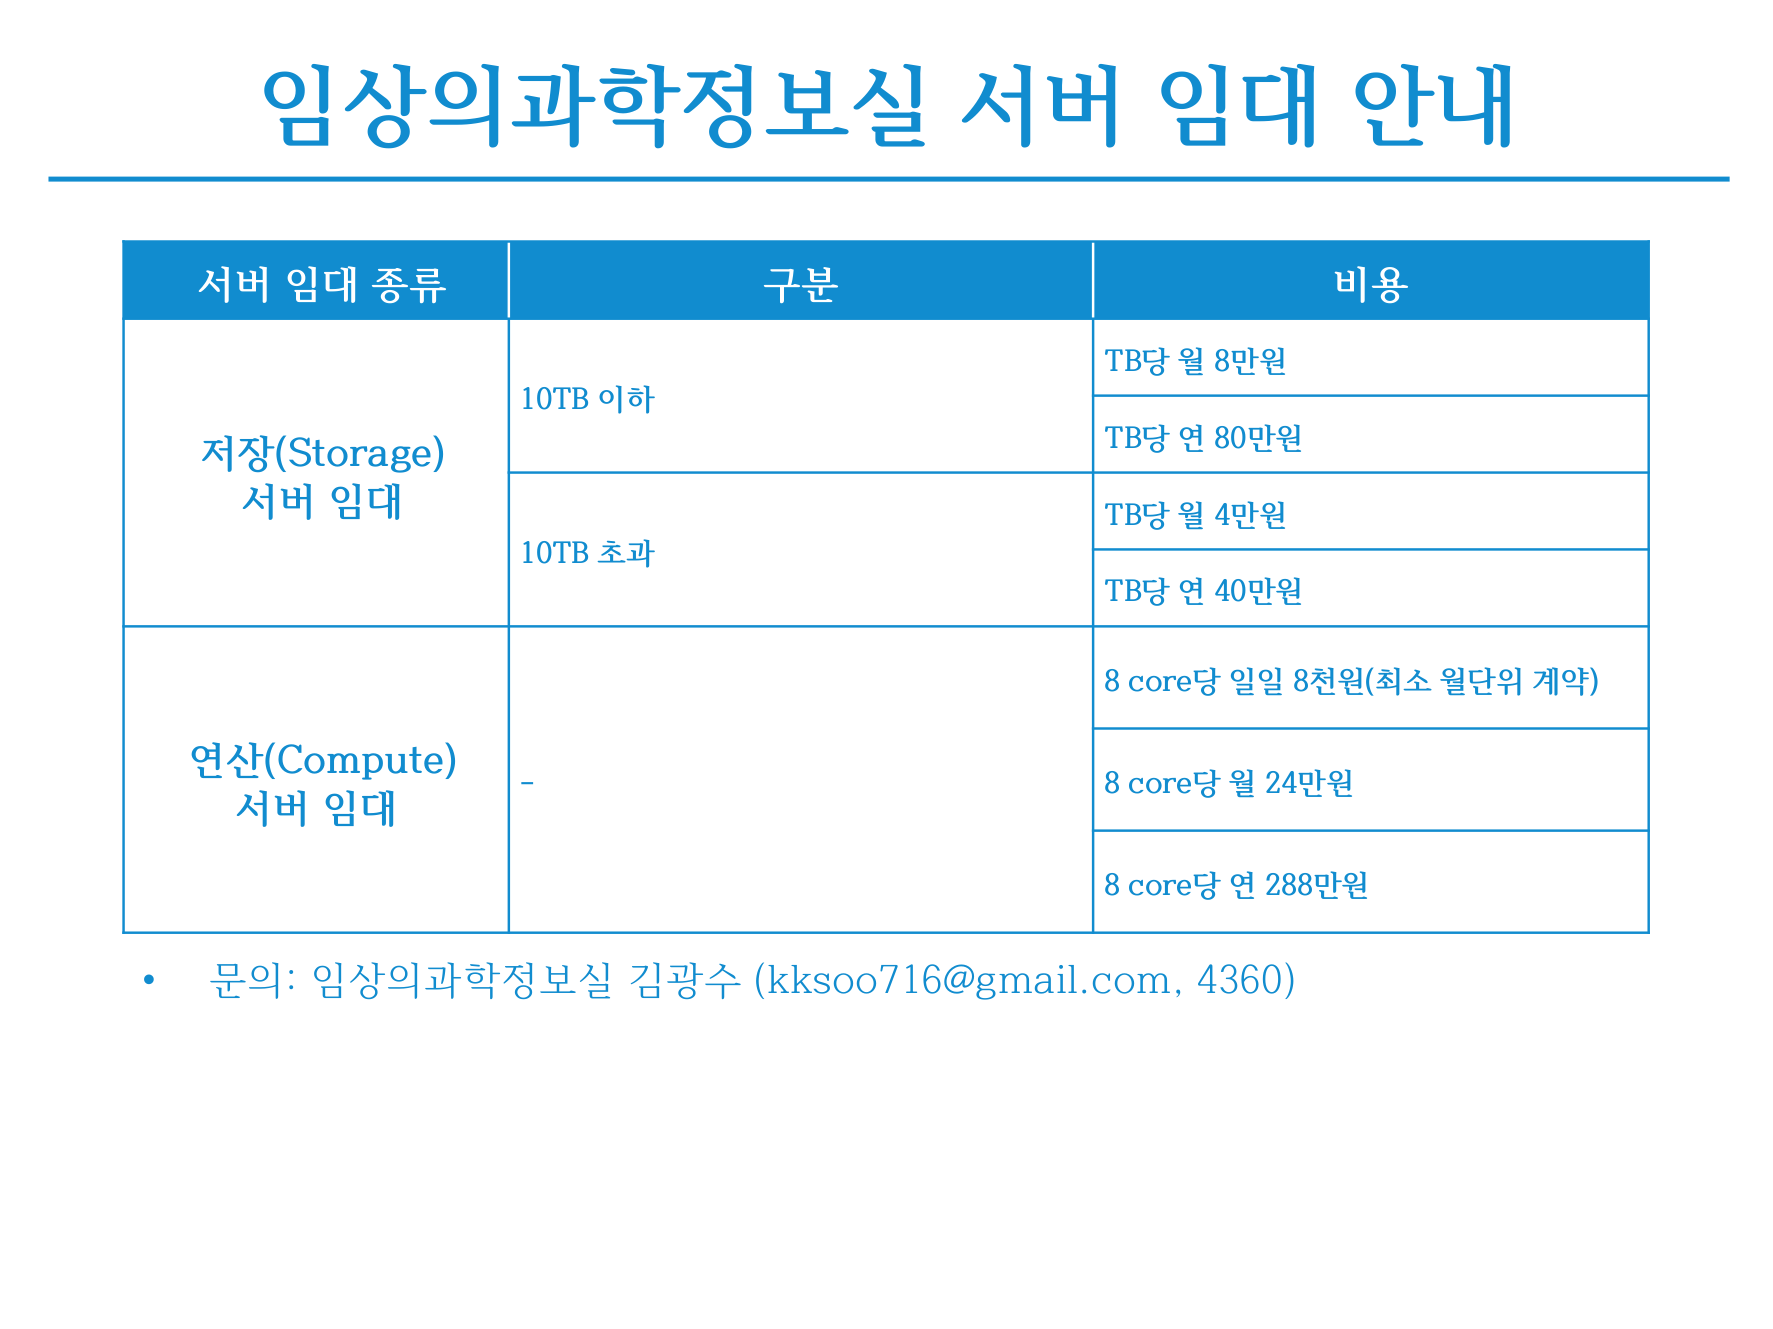 임상의과학정보실 서버 임대 안내
서버 임대 종류
구분
비용
저장(Storage)
서버 임대
10TB 이하
TB당 월 8만원
TB당 연 80만원
10TB 초과
TB당 월 4만원
TB당 연 40만원
연산(Compute)
서버 임대
-
8 core당 일일 8천원(최소 월단위 계약)
8 core당 월 24만원
8 core당 연 288만원
• 문의: 임상의과학정보실 김광수 (kksoo716@gmail.com, 4360)